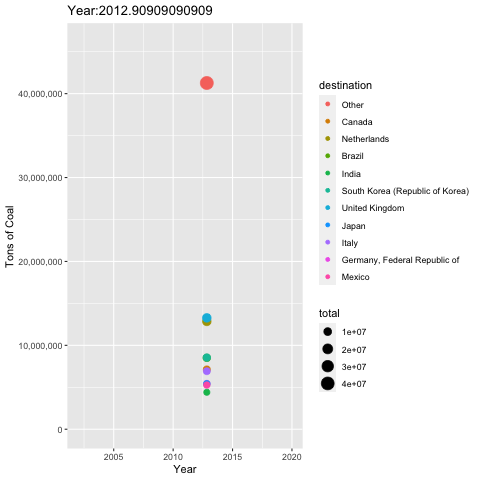 Year:2012.90909090909
40,000,000
30,000,000
20,000,000
10,000,000
0
Tons of Coal
2005
2010
2015
2020
Year
destination
Other
Canada
Netherlands
Brazil
India
South Korea (Republic of Korea)
United Kingdom
Japan
Italy
Germany, Federal Republic of
Mexico
total
1e+07
2e+07
3e+07
4e+07